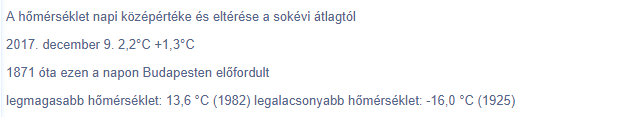 A hőmérséklet napi középértéke és eltérése a sokévi átlagtól
2017. december 9. 2,2°C +1,3°C
1871 óta ezen a napon Budapesten előfordult
legmagasabb hőmérséklet: 13,6 °C (1982) legalacsonyabb hőmérséklet: -16,0 °C (1925)